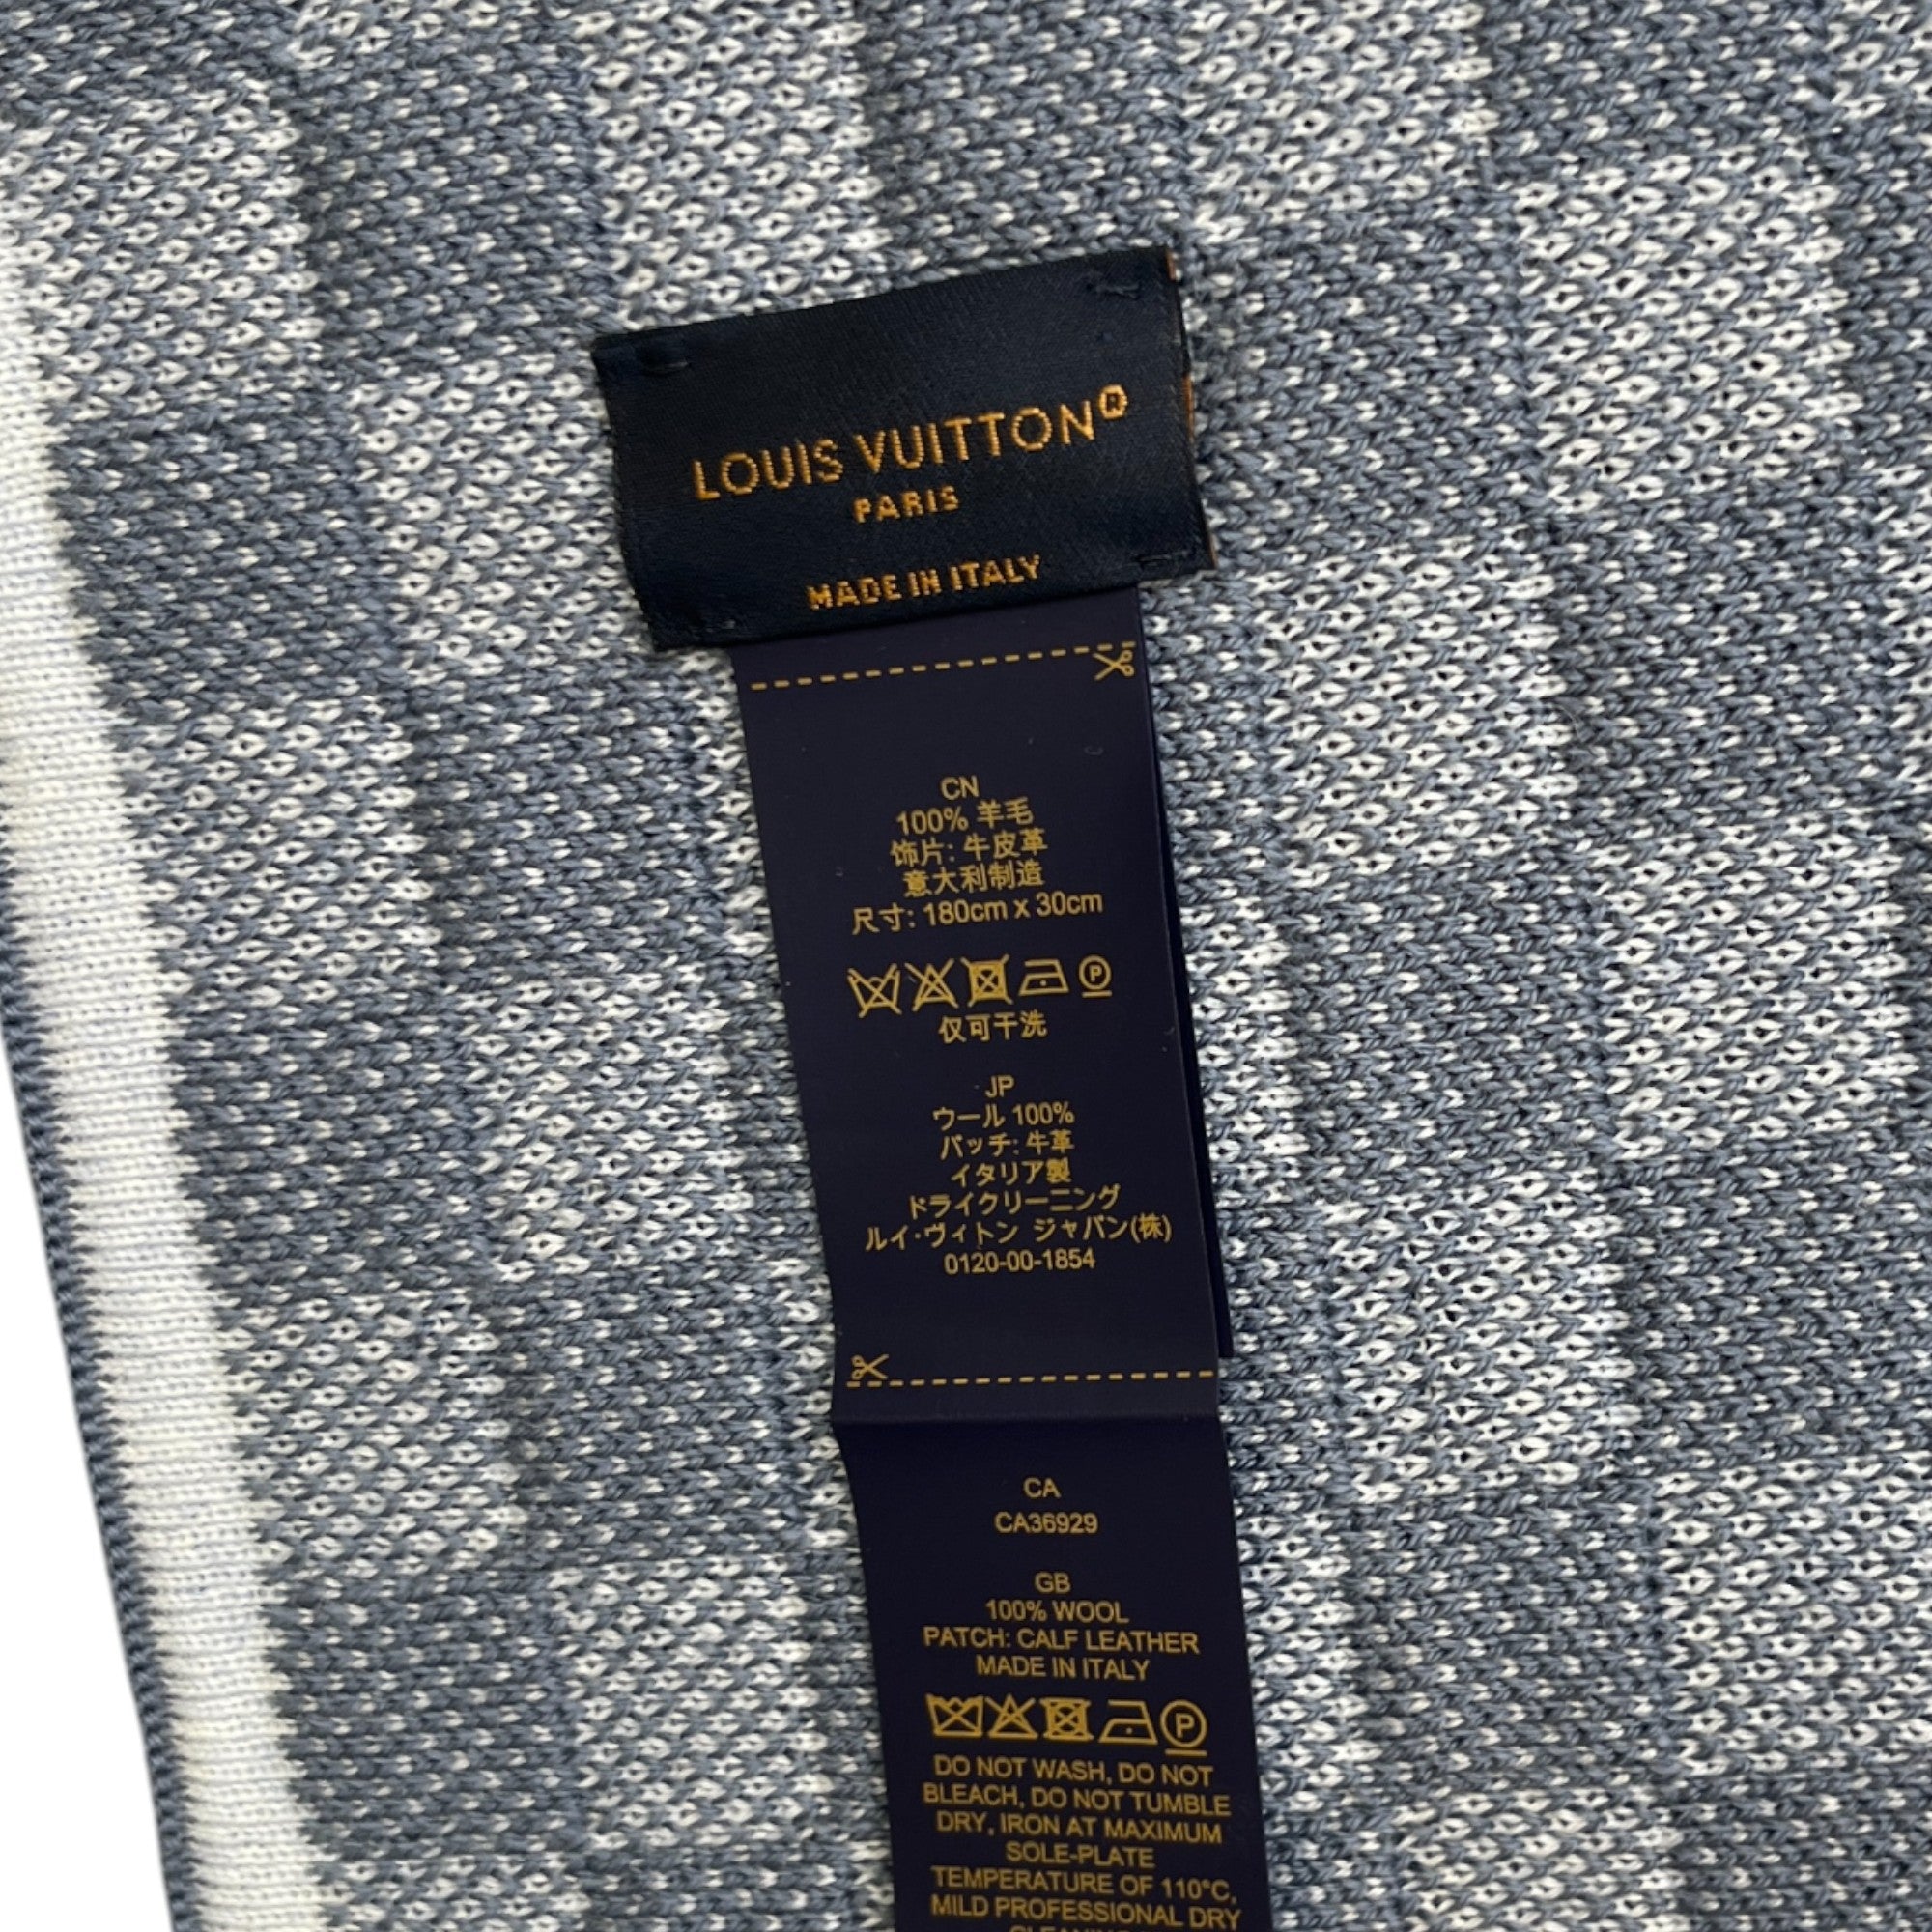 LOUIS VUITTON®
PARIS
MADE IN ITALY
CN
100% 羊毛
饰片: 牛皮革
意大利制造
尺寸: 180cm x 30cm
P
仅可干洗
JP
ウール 100%
パッチ: 牛革
イタリア製
ドライクリーニング
ルイ·ヴィトン ジャパン(株)
0120-00-1854
CA
CA36929
GB
100% WOOL
PATCH: CALF LEATHER
MADE IN ITALY
P
DO NOT WASH, DO NOT
BLEACH, DO NOT TUMBLE
DRY, IRON AT MAXIMUM
SOLE-PLATE
TEMPERATURE OF 110°C,
MILD PROFESSIONAL DRY